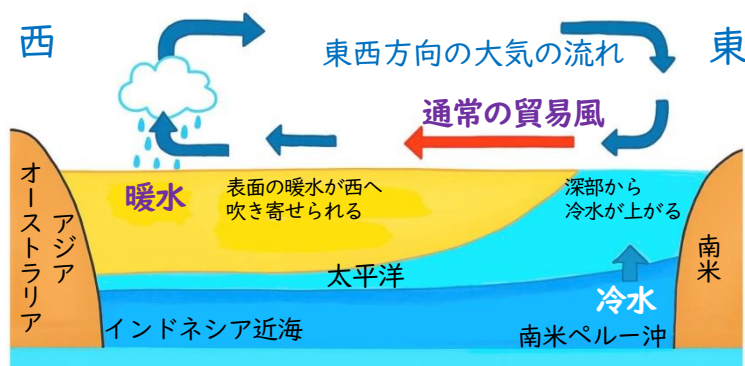 西
東西方向の大気の流れ
東
通常の貿易風
暖水
表面の暖水が西へ
吹き寄せられる
深部から
冷水が上がる
アジア
オーストラリア
太平洋
南米
冷水
インドネシア近海
南米ペルー沖